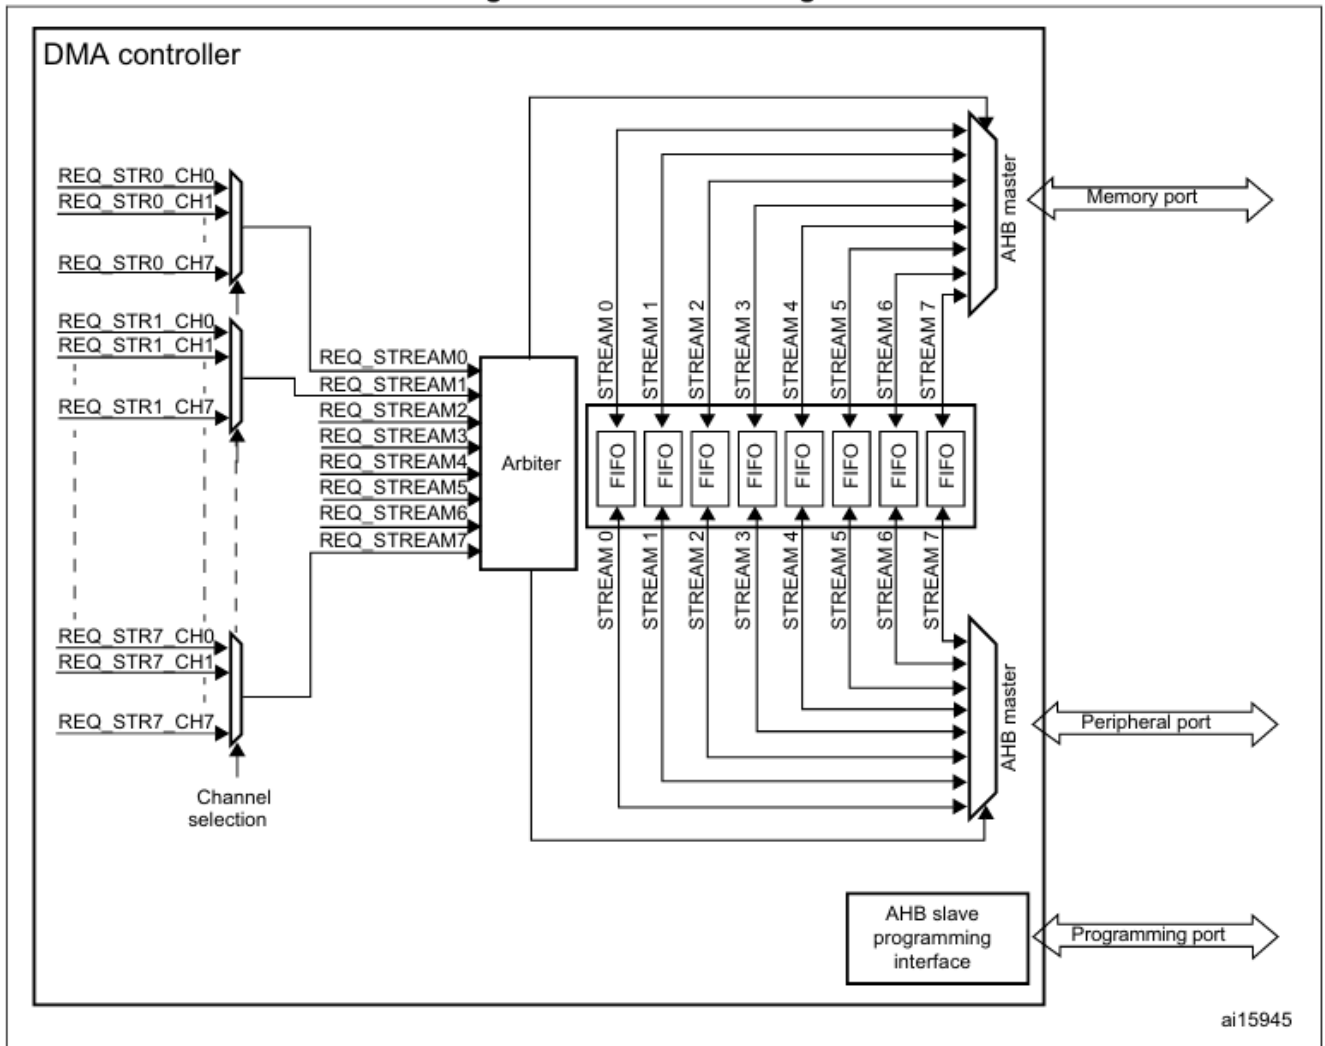 DMA controller
REQ_STR0_CH0
REQ_STR0_CH1
REQ_STR0_CH7
REQ_STR1_CH0
REQ_STR1_CH1
REQ_STR1_CH7
REQ_STR7_CH0
REQ_STR7_CH1
REQ_STR7_CH7
Channel
selection
REQ_STREAM0
REQ_STREAM1
REQ_STREAM2
REQ_STREAM3
REQ_STREAM4
REQ_STREAM5
REQ_STREAM6
REQ_STREAM7
Arbiter
STREAM 0
STREAM 1
STREAM 2
STREAM 3
STREAM 4
STREAM 5
STREAM 6
STREAM 7
FIFO
FIFO
FIFO
FIFO
FIFO
FIFO
FIFO
FIFO
STREAM 0
STREAM 1
STREAM 2
STREAM 3
STREAM 4
STREAM 5
STREAM 6
STREAM 7
AHB master
Memory port
AHB master
Peripheral port
AHB slave
programming
interface
Programming port
ai15945